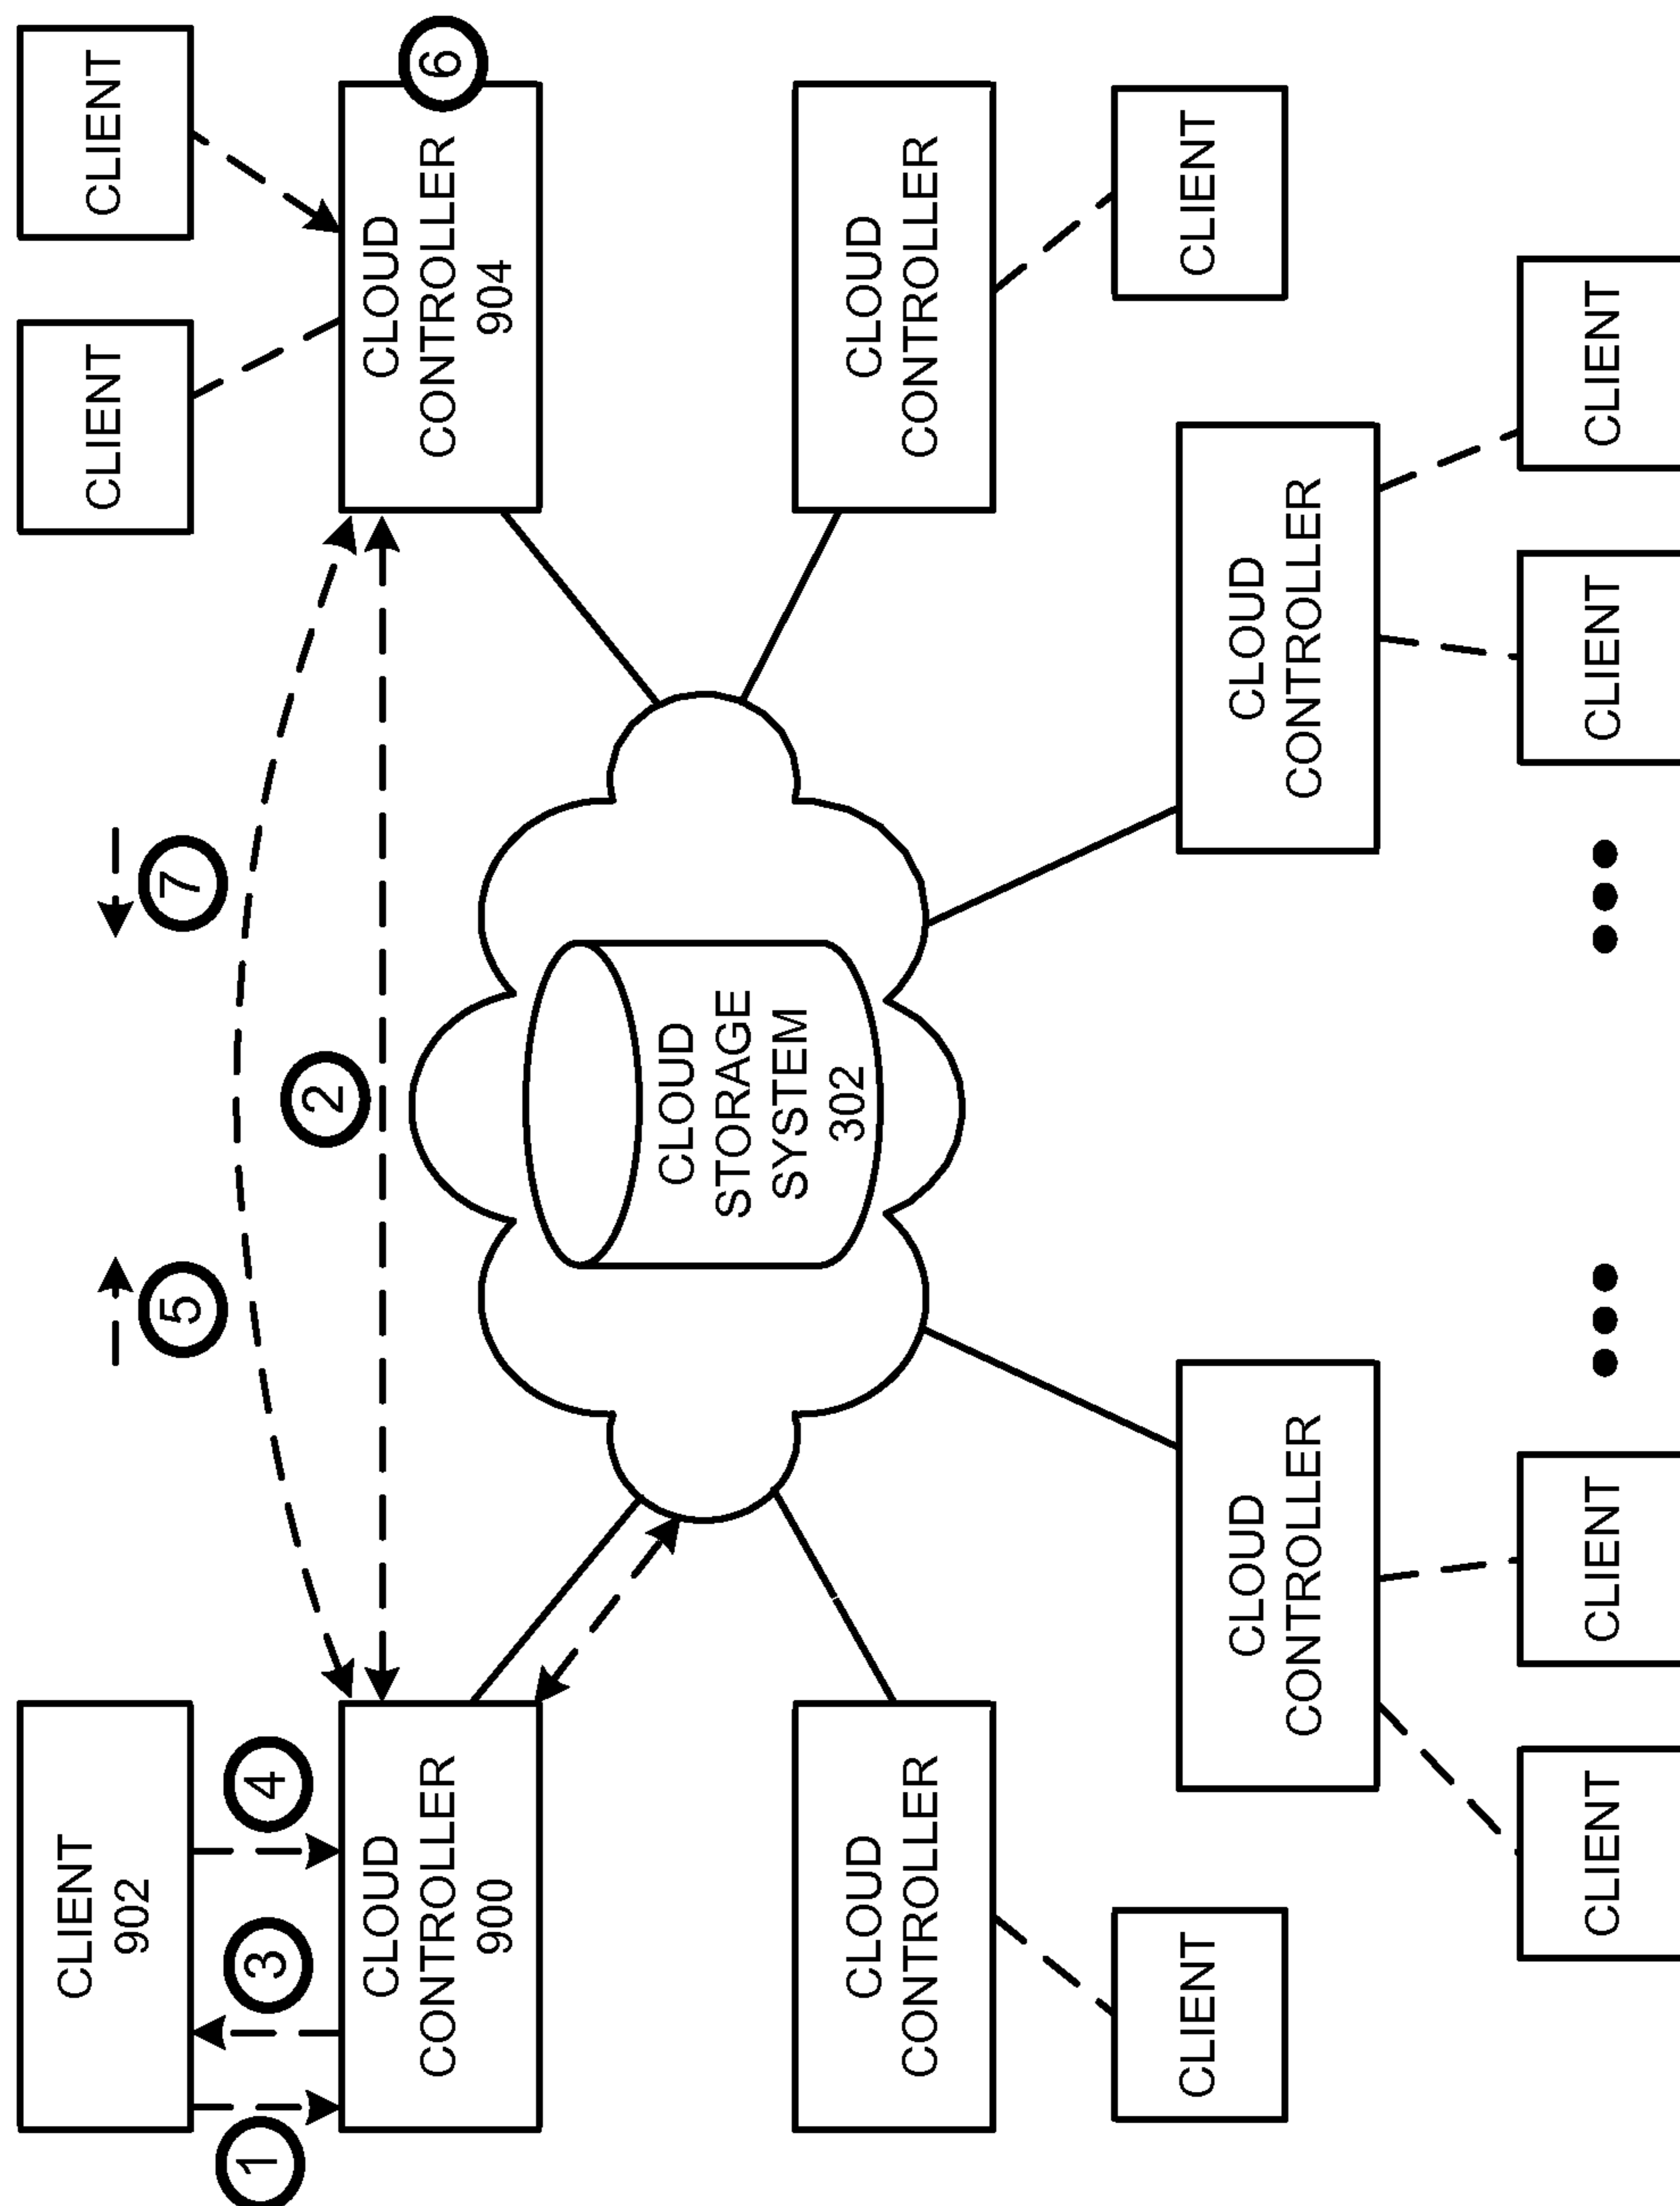 CLIENT
902
CLIENT
CLIENT
5
7
1
3
4
2
CLOUD
CONTROLLER
900
CLOUD
CONTROLLER
904
6
CLOUD
STORAGE
SYSTEM
302
CLOUD
CONTROLLER
CLOUD
CONTROLLER
CLIENT
CLIENT
CLOUD
CONTROLLER
CLOUD
CONTROLLER
CLIENT
CLIENT
CLIENT
CLIENT